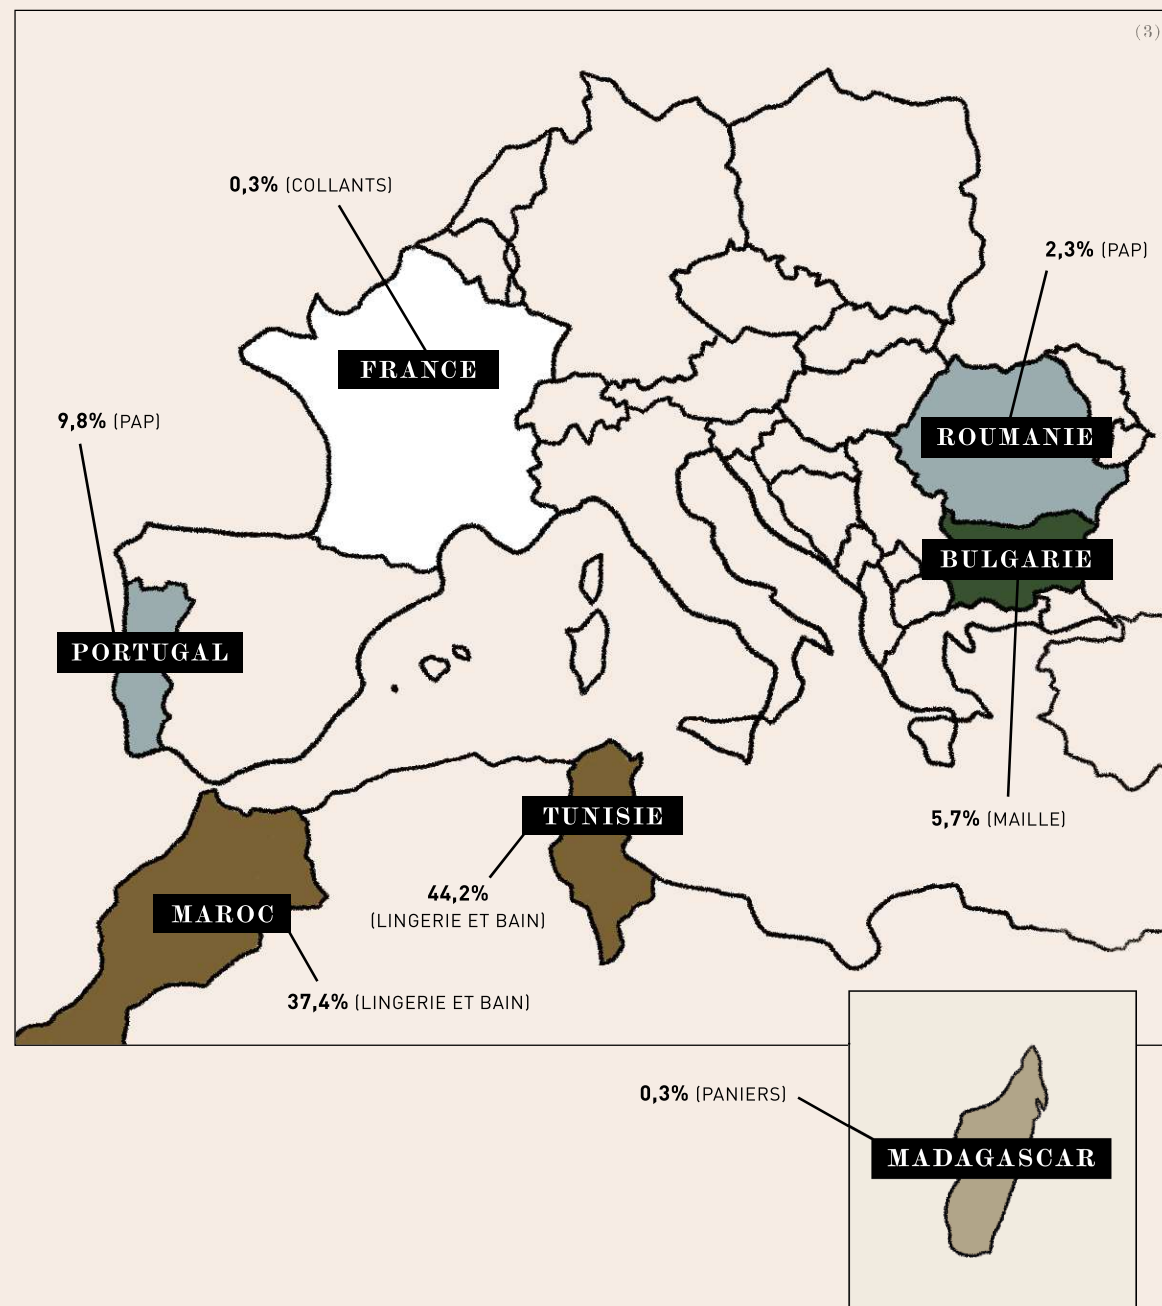 (3)
0,3% (COLLANTS)
2,3% (PAP)
FRANCE
9,8% (PAP)
ROUMANIE
BULGARIE
PORTUGAL
TUNISIE
5,7% (MAILLE)
44,2%
(LINGERIE ET BAIN)
MAROC
37,4% (LINGERIE ET BAIN)
0,3% (PANIERS)
MADAGASCAR